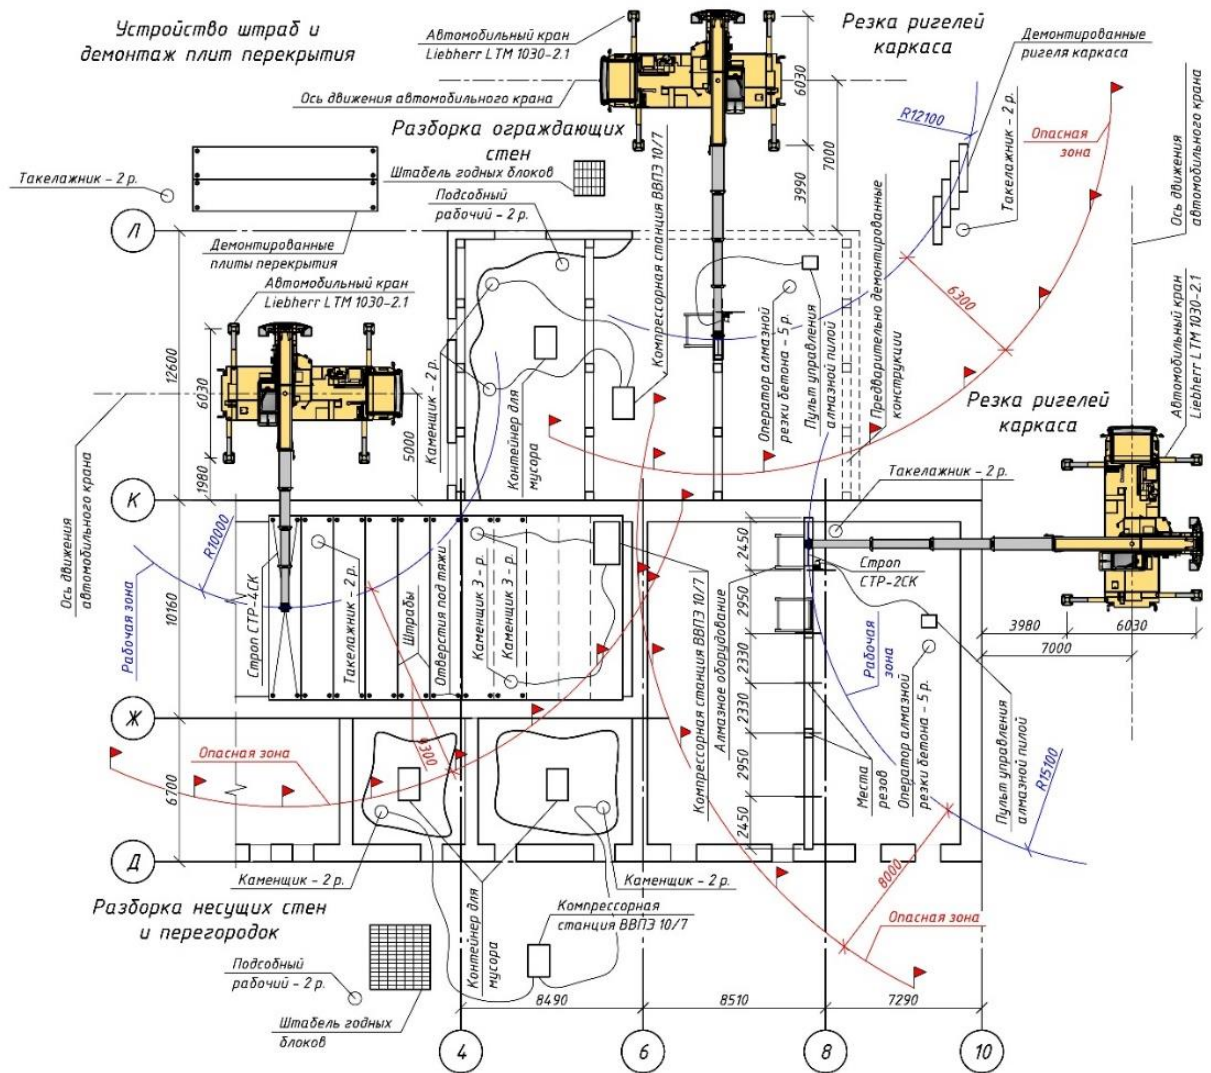 Устройство штраб и
демонтаж плит перекрытия
Автомобильный кран
Liebherr LTM 1030-2.1
Резка ригелей
каркаса
Демонтированные
ригеля каркаса
Ось движения автомобильного крана
Разборка ограждающих
стен
Штабель годных блоков
Такелажник - 2 р.
Подсобный
рабочий - 2 р.
Л
Демонтированные
плиты перекрытия
Автомобильный кран
Liebherr LTM 1030-2.1
6030
3990
7000
R12100
Такелажник - 2 р.
Опасная
зона
Ось движения
автомобильного крана
6300
Компрессорная станция ВВПЗ 10/7
Оператор алмазной
резки бетона - 5 р.
Пульт управления
алмазной пилой
Предварительно демонтированные
конструкции
Автомобильный кран
Liebherr LTM 1030-2.1
Резка ригелей
каркаса
12600
6030
1980
5000
Каменщик - 2 р.
Контейнер для
мусора
Такелажник - 2 р.
К
Ось движения
автомобильного крана
Рабочая зона
R10000
Строп СТР-4СК
Такелажник - 2 р.
Штрабы
Отверстия под тяжи
Каменщик 3 - р.
Каменщик 3 - р.
Компрессорная станция ВВПЗ 10/7
Алмазное оборудование
2450
2950
2330
2330
2950
2450
Строп
СТР-2СК
Рабочая
зона
3980
6030
7000
10160
Ж
Опасная зона
9300
6700
Места
резов
Оператор алмазной
резки бетона - 5 р.
Пульт управления
алмазной пилой
R15100
8000
Д
Каменщик - 2 р.
Каменщик - 2 р.
Разборка несущих стен
и перегородок
Контейнер для
мусора
Компрессорная
станция ВВПЗ 10/7
Опасная зона
Подсобный
рабочий - 2 р.
Штабель годных
блоков
8490
8510
7290
4
6
8
10